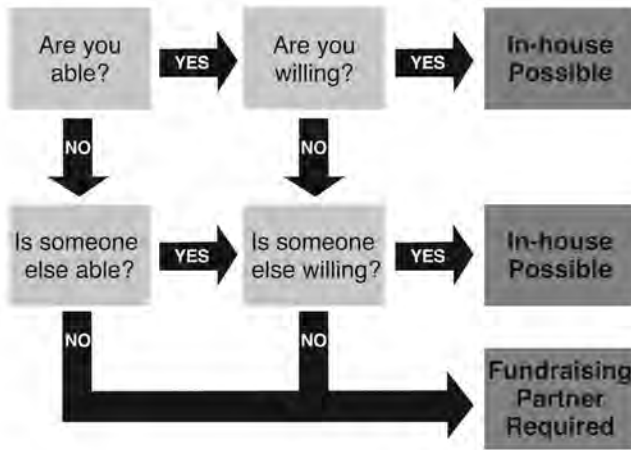 Are you
able?
YES
Are you
willing?
YES
In-house
Possible
NO
NO
Is someone
else able?
YES
Is someone
else willing?
YES
In-house
Possible
NO
NO
Fundraising
Partner
Required